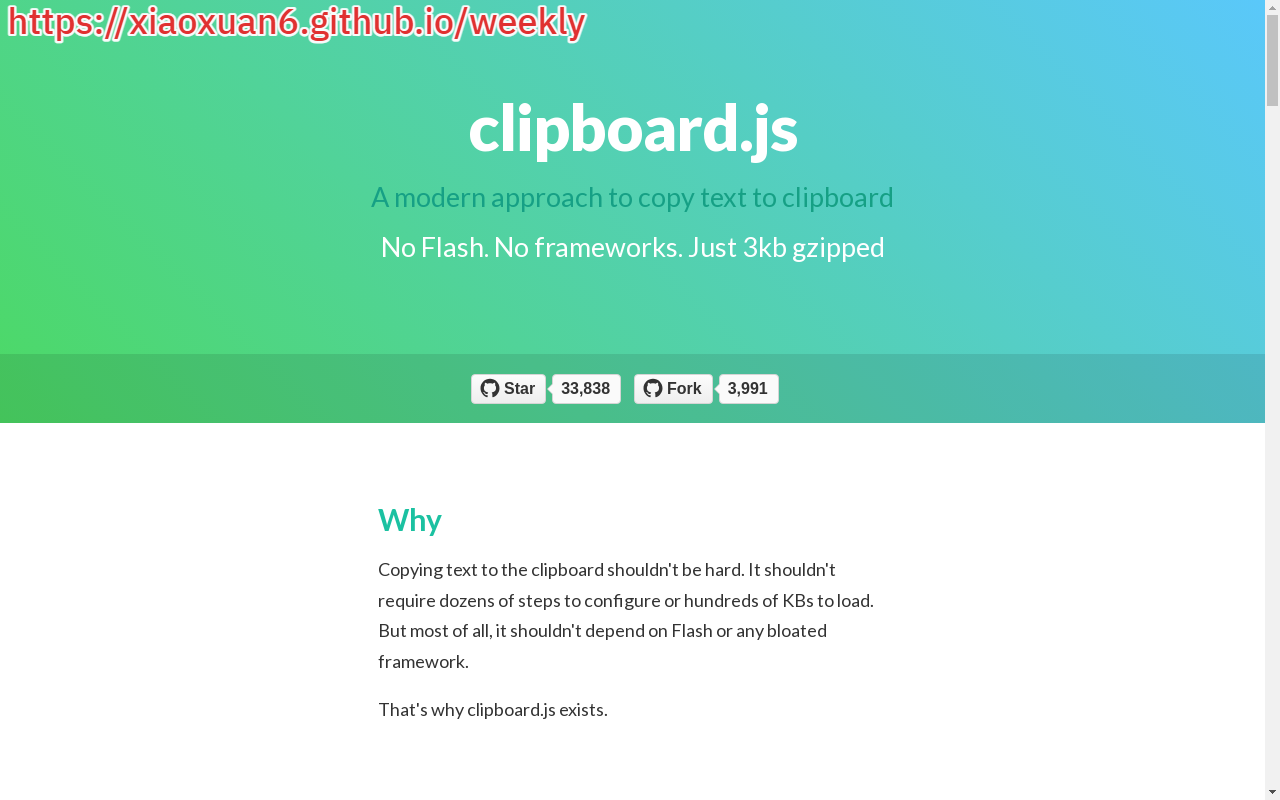 https://xiaoxuan6.github.io/weekly
clipboard.js
A modern approach to copy text to clipboard
No Flash. No frameworks. Just 3kb gzipped
Star 33,838 Fork 3,991
Why
Copying text to the clipboard shouldn't be hard. It shouldn't
require dozens of steps to configure or hundreds of KBs to load.
But most of all, it shouldn't depend on Flash or any bloated
framework.
That's why clipboard.js exists.